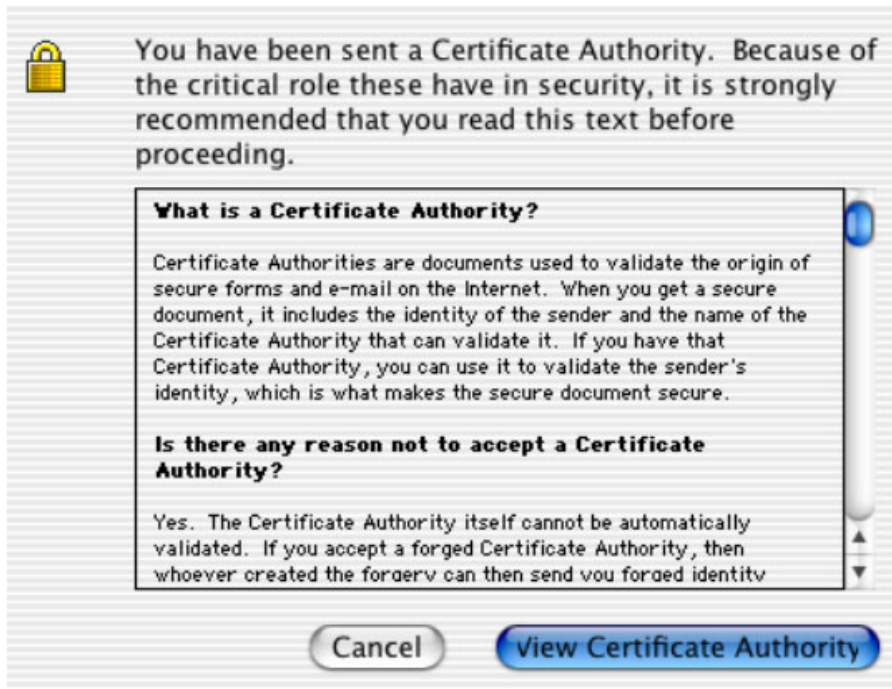 You have been sent a Certificate Authority.  Because of
the critical role these have in security, it is strongly
recommended that you read this text before
proceeding.
What is a Certificate Authority?
Certificate Authorities are documents used to validate the origin of
secure forms and e-mail on the Internet.  When you get a secure
document, it includes the identity of the sender and the name of the
Certificate Authority that can validate it.  If you have that
Certificate Authority, you can use it to validate the sender's
identity, which is what makes the secure document secure.
Is there any reason not to accept a Certificate
Authority?
Yes.  The Certificate Authority itself cannot be automatically
validated.  If you accept a forged Certificate Authority, then
whoever created the forgery can then send you forged identity
Cancel
View Certificate Authority